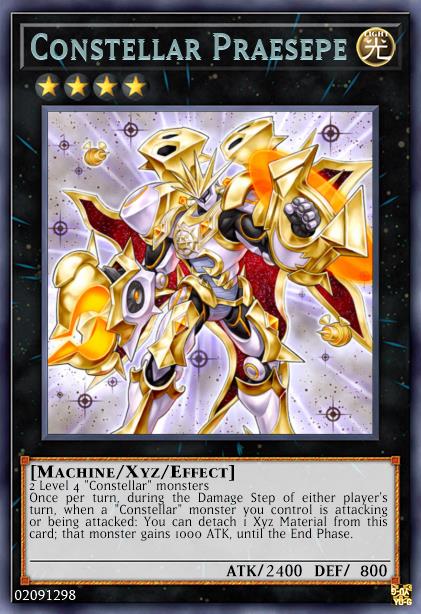 CONSTELLAR PRAESEPE
LIGHT
光
[MACHINE/XYZ/EFFECT]
2 Level 4 "Constellar" monsters
Once per turn, during the Damage Step of either player's
turn, when a "Constellar" monster you control is attacking
or being attacked: You can detach 1 Xyz Material from this
card; that monster gains 1000 ATK, until the End Phase.
ATK/2400 DEF/ 800
02091298